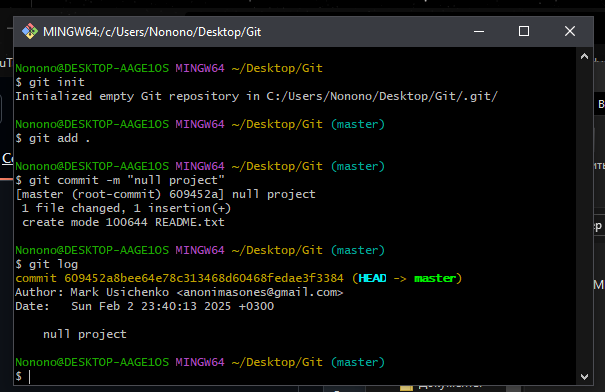 MINGW64:/c/Users/Nonono/Desktop/Git
Nonono@DESKTOP-AAGE1OS MINGW64 ~/Desktop/Git
$ git init
Initialized empty Git repository in C:/Users/Nonono/Desktop/Git/.git/
Nonono@DESKTOP-AAGE1OS MINGW64 ~/Desktop/Git (master)
$ git add .
Nonono@DESKTOP-AAGE1OS MINGW64 ~/Desktop/Git (master)
$ git commit -m "null project"
[master (root-commit) 609452a] null project
 1 file changed, 1 insertion(+)
 create mode 100644 README.txt
Nonono@DESKTOP-AAGE1OS MINGW64 ~/Desktop/Git (master)
$ git log
commit 609452a8bee64e78c313468d60468fedae3f3384 (HEAD -> master)
Author: Mark Usichenko <anonimasones@gmail.com>
Date:   Sun Feb 2 23:40:13 2025 +0300
    null project
Nonono@DESKTOP-AAGE1OS MINGW64 ~/Desktop/Git (master)
$